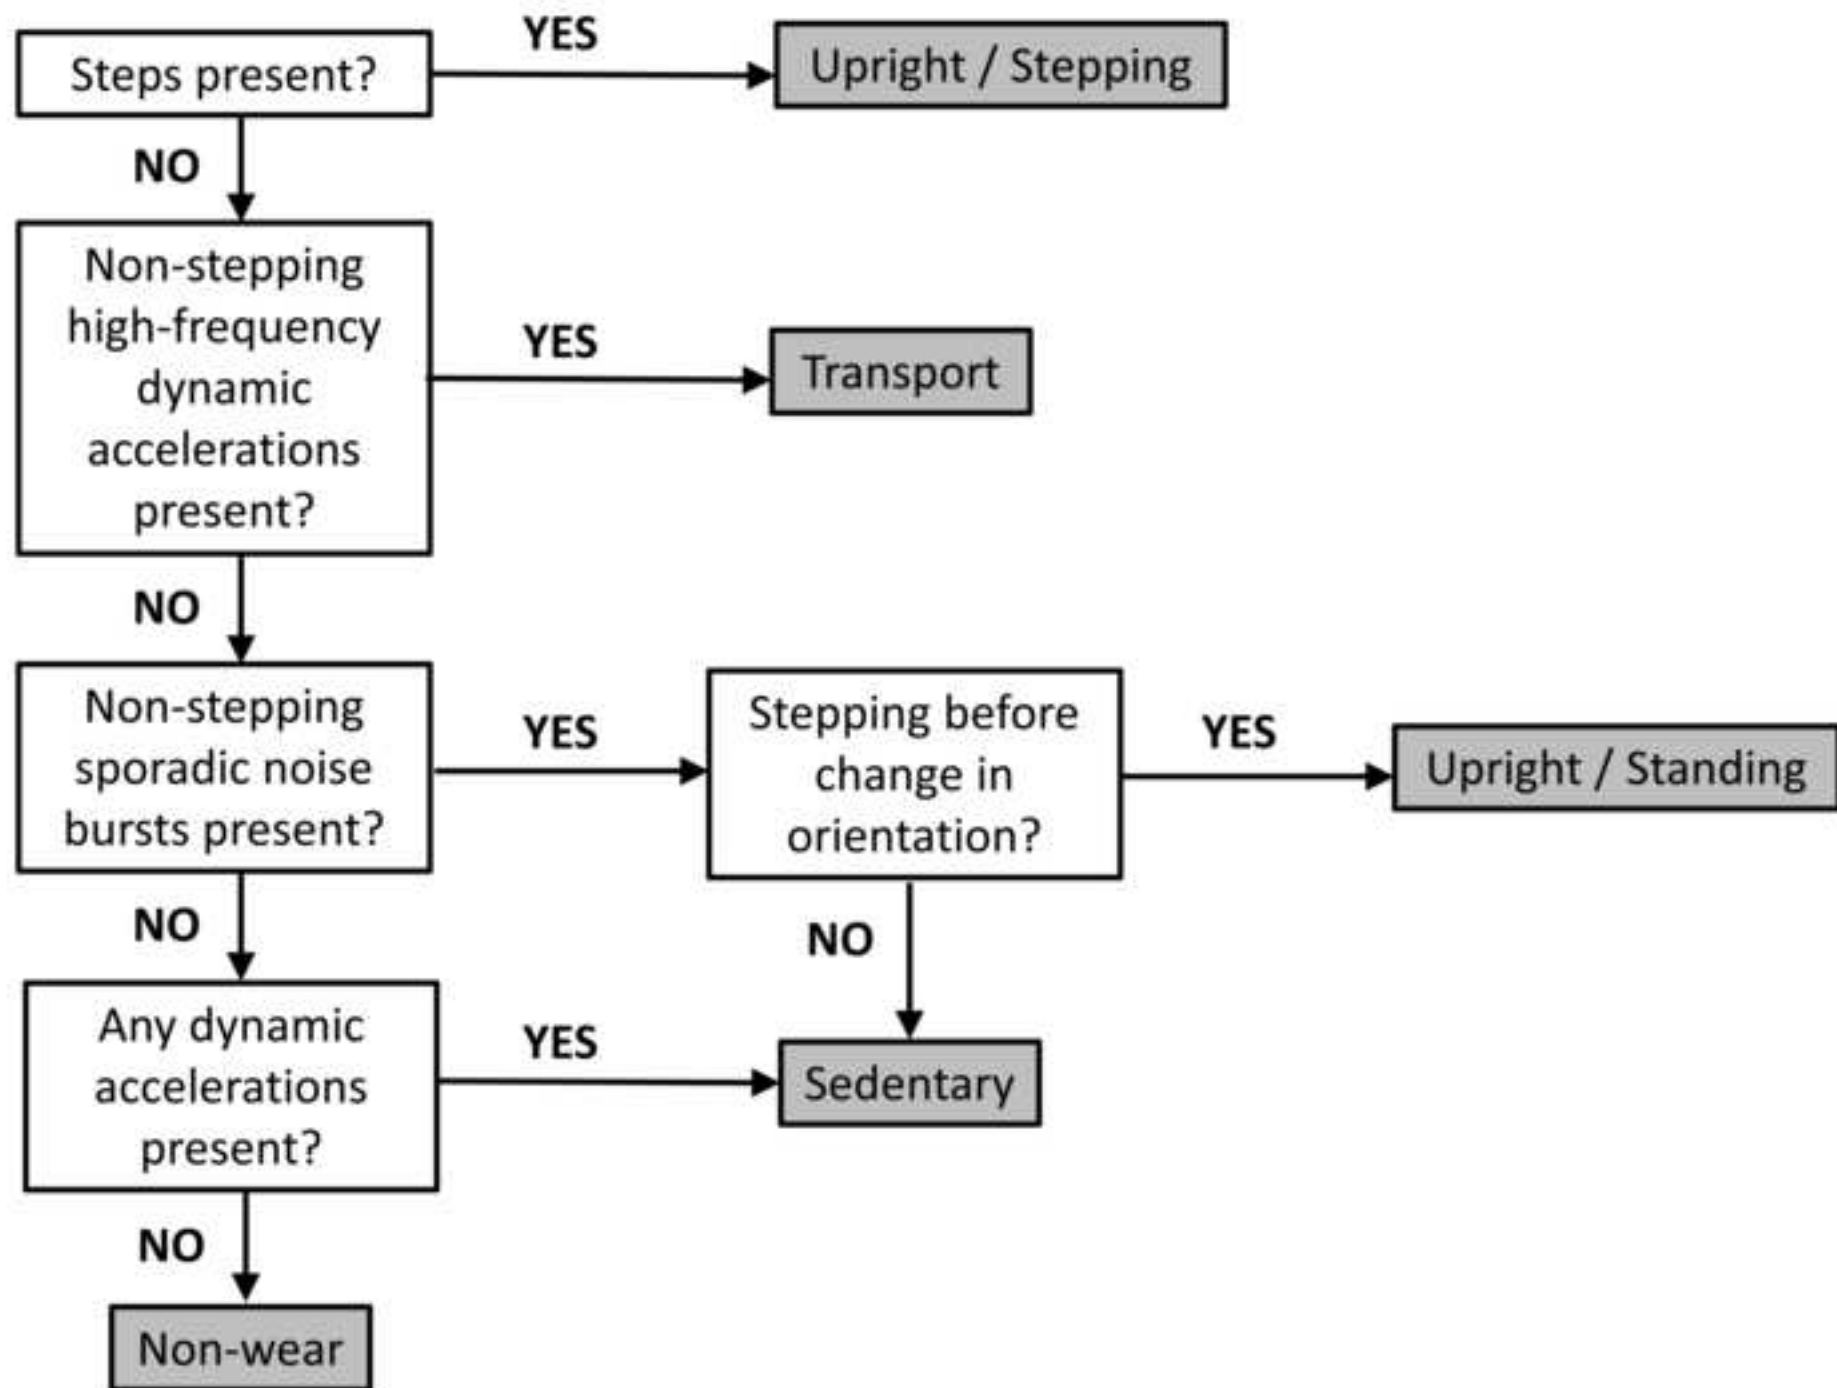 Steps present?
YES
Upright / Stepping
NO
Non-stepping
high-frequency
dynamic
accelerations
present?
YES
Transport
NO
Non-stepping
sporadic noise
bursts present?
YES
Stepping before
change in
orientation?
YES
Upright / Standing
NO
NO
Any dynamic
accelerations
present?
YES
Sedentary
NO
Non-wear